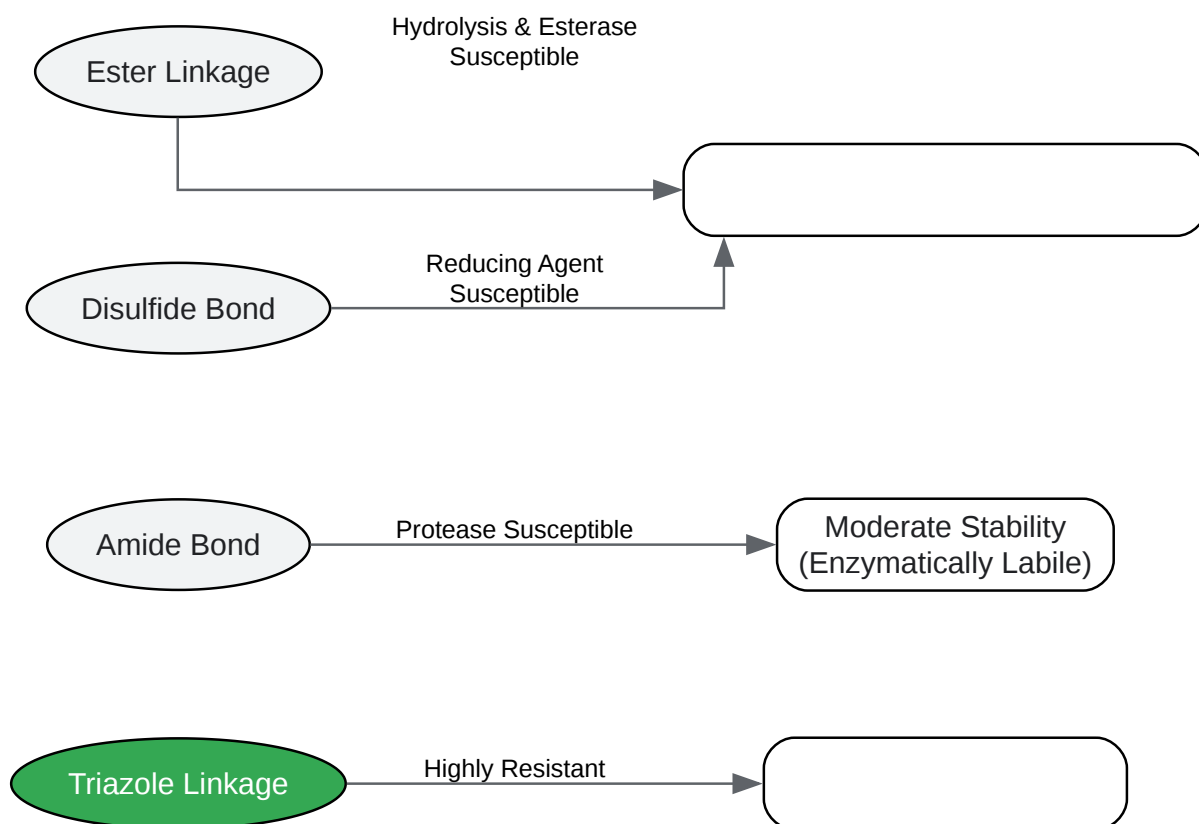 Hydrolysis & Esterase
Susceptible
Ester Linkage
Reducing Agent
Susceptible
Disulfide Bond
Amide Bond
Protease Susceptible
Moderate Stability
(Enzymatically Labile)
Triazole Linkage
Highly Resistant